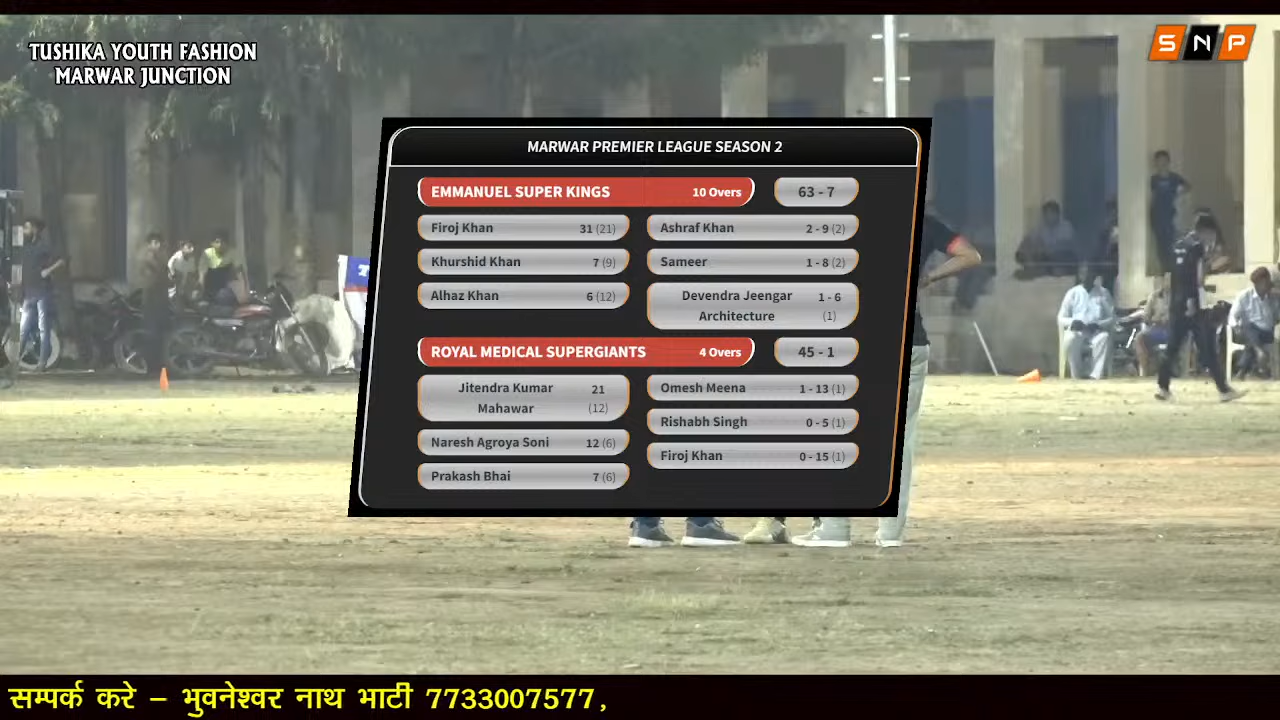 TUSHIKA YOUTH FASHION
MARWAR JUNCTION
SNP
MARWAR PREMIER LEAGUE SEASON 2
EMMANUEL SUPER KINGS 10 Overs 63 - 7
Firoj Khan 31 (21) Ashraf Khan 2 - 9 (2)
Khurshid Khan 7 (9) Sameer 1 - 8 (2)
Alhaz Khan 6 (12) Devendra Jeengar 1 - 6
Architecture (1)
ROYAL MEDICAL SUPERGIANTS 4 Overs 45 - 1
Jitendra Kumar 21 Omesh Meena 1 - 13 (1)
Mahawar (12) Rishabh Singh 0 - 5 (1)
Naresh Agroya Soni 12 (6) Firoj Khan 0 - 15 (1)
Prakash Bhai 7 (6)
सम्पर्क करे – भुवनेश्वर नाथ भाटी 7733007577,